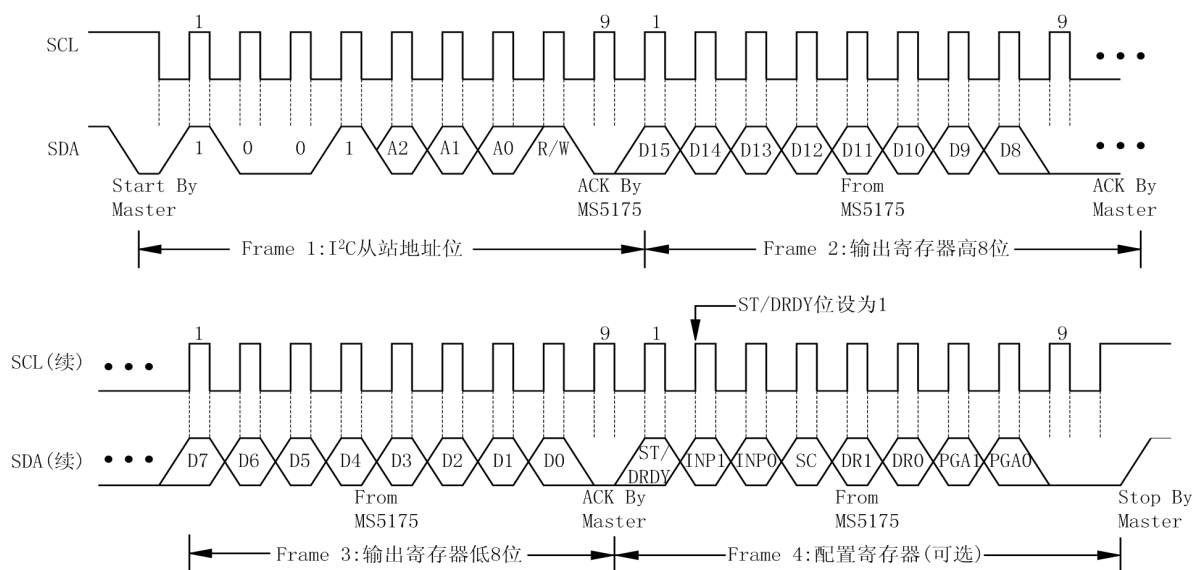 1 9 1 9
SCL
SDA
1 0 0 1 A2 A1 A0 R/W D15 D14 D13 D12 D11 D10 D9 D8
Start By
Master
ACK By
MS5175
From
MS5175
ACK By
Master
Frame 1:I²C从站地址位
Frame 2:输出寄存器高8位
ST/DRDY位设为1
1 9 1 9
SCL(续)
SDA(续)
D7 D6 D5 D4 D3 D2 D1 D0 ST/DRDY INP1 INP0 SC DR1 DR0 PGA1 PGA0
From
MS5175
ACK By
Master
From
MS5175
Stop By
Master
Frame 3:输出寄存器低8位
Frame 4:配置寄存器(可选)